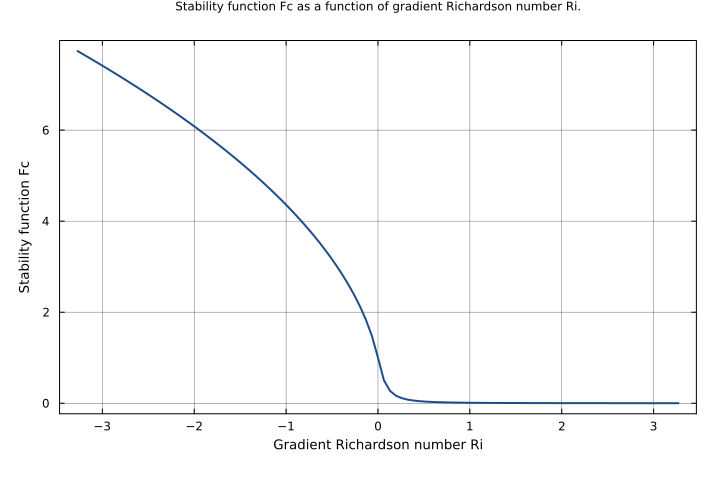 Stability function Fc as a function of gradient Richardson number Ri.
6
4
2
0
Stability function Fc
−3 −2 −1 0 1 2 3
Gradient Richardson number Ri